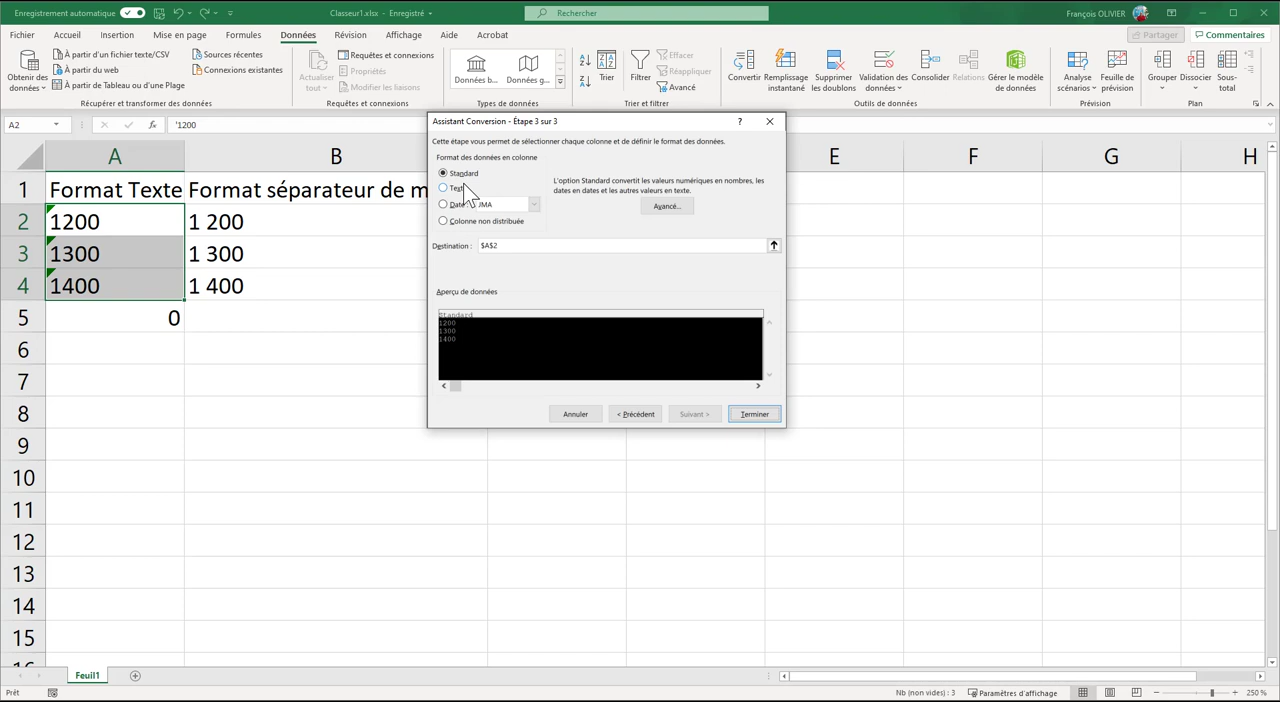 Enregistrement automatique
Classeur1.xlsx - Enregistré
Rechercher
François OLIVIER
Fichier Accueil Insertion Mise en page Formules Données Révision Affichage Aide Acrobat
Partager
Commentaires
Obtenir des données
À partir d'un fichier texte/CSV
À partir du web
À partir de Tableau ou d'une Plage
Sources récentes
Connexions existantes
Récupérer et transformer des données
Actualiser tout
Requêtes et connexions
Propriétés
Modifier les liaisons
Requêtes et connexions
Données b...
Données g...
Types de données
Trier
Filtrer
Effacer
Réappliquer
Avancé
Trier et filtrer
Convertir
Remplissage instantané
Supprimer les doublons
Validation des données
Consolider
Relations
Gérer le modèle de données
Outils de données
Analyse scénarios
Feuille de prévision
Prévision
Grouper
Dissocier
Sous-total
Plan
A2
fx
'1200
Assistant Conversion - Étape 3 sur 3
?
Cette étape vous permet de sélectionner chaque colonne et de définir le format des données.
Format des données en colonne
Standard
L'option Standard convertit les valeurs numériques en nombres, les
dates en dates et les autres valeurs en texte.
JMA
Avancé...
Colonne non distribuée
Destination : $A$2
Aperçu de données
Standard
1200
1300
1400
Annuler
< Précédent
Suivant >
Terminer
A B E F G H
1 Format Texte Format séparateur de m
2 1200 1 200
3 1300 1 300
4 1400 1 400
5 0
6
7
8
9
10
11
12
13
14
15
Feuil1
Prêt
Nb (non vides) : 3
Paramètres d'affichage
250 %